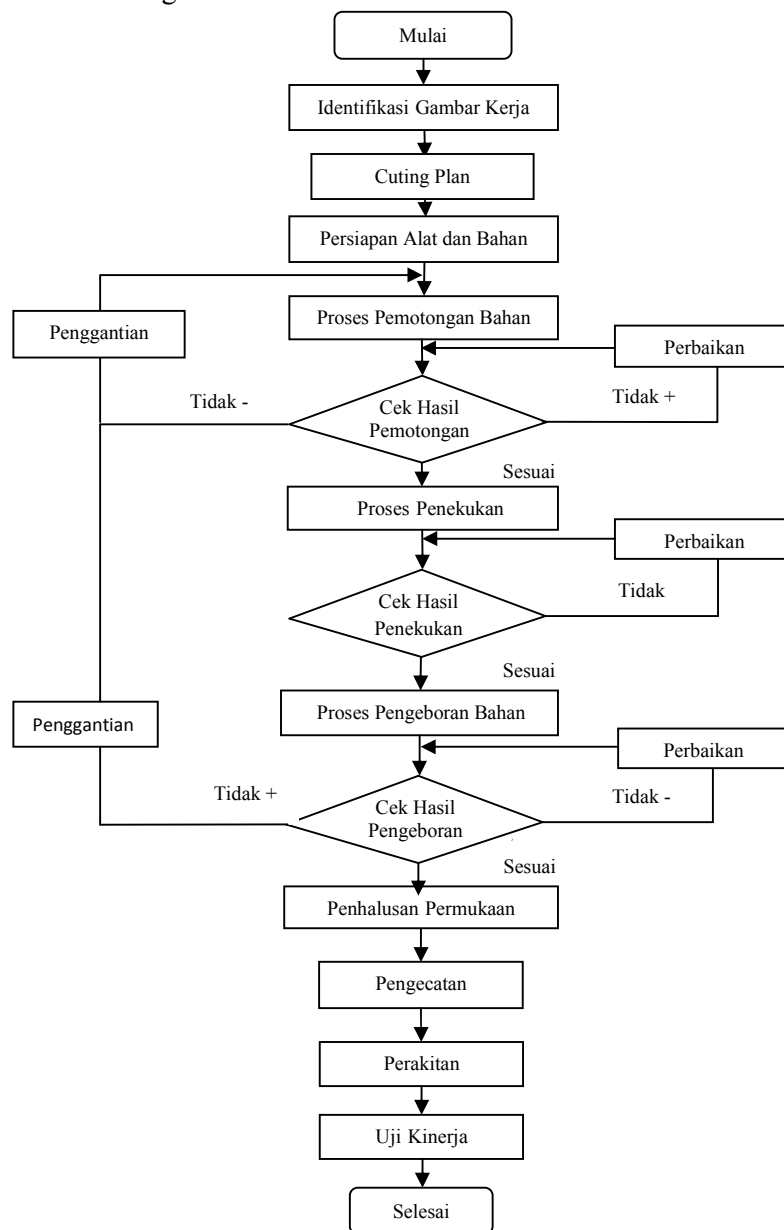 Mulai
Identifikasi Gambar Kerja
Cuting Plan
Persiapan Alat dan Bahan
Penggantian
Proses Pemotongan Bahan
Perbaikan
Tidak -
Cek Hasil
Pemotongan
Tidak +
Sesuai
Proses Penekukan
Perbaikan
Cek Hasil
Penekukan
Tidak
Sesuai
Penggantian
Proses Pengeboran Bahan
Perbaikan
Tidak +
Cek Hasil
Pengeboran
Tidak -
Sesuai
Penhalusan Permukaan
Pengecatan
Perakitan
Uji Kinerja
Selesai